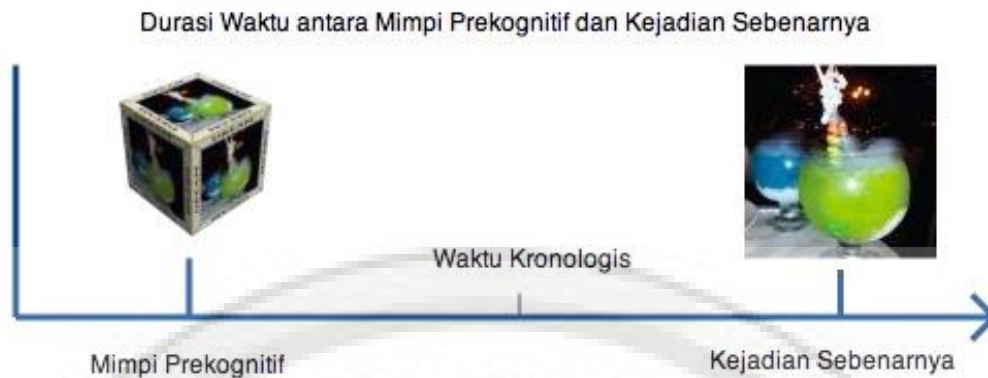 Durasi Waktu antara Mimpi Prekognitif dan Kejadian Sebenarnya
Waktu Kronologis
Mimpi Prekognitif
Kejadian Sebenarnya